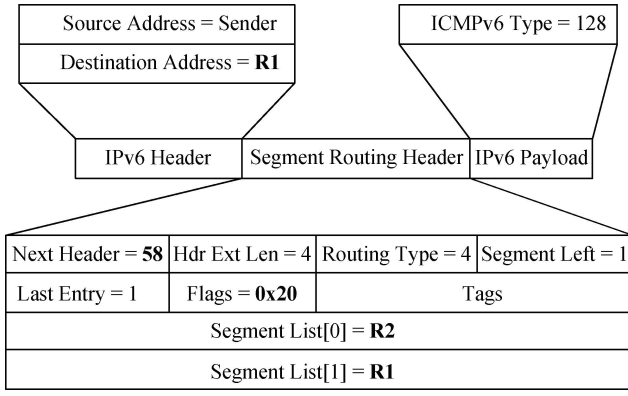 Source Address = Sender
Destination Address = R1
ICMPv6 Type = 128
IPv6 Header
Segment Routing Header
IPv6 Payload
Next Header = 58
Hdr Ext Len = 4
Routing Type = 4
Segment Left = 1
Last Entry = 1
Flags = 0x20
Tags
Segment List[0] = R2
Segment List[1] = R1